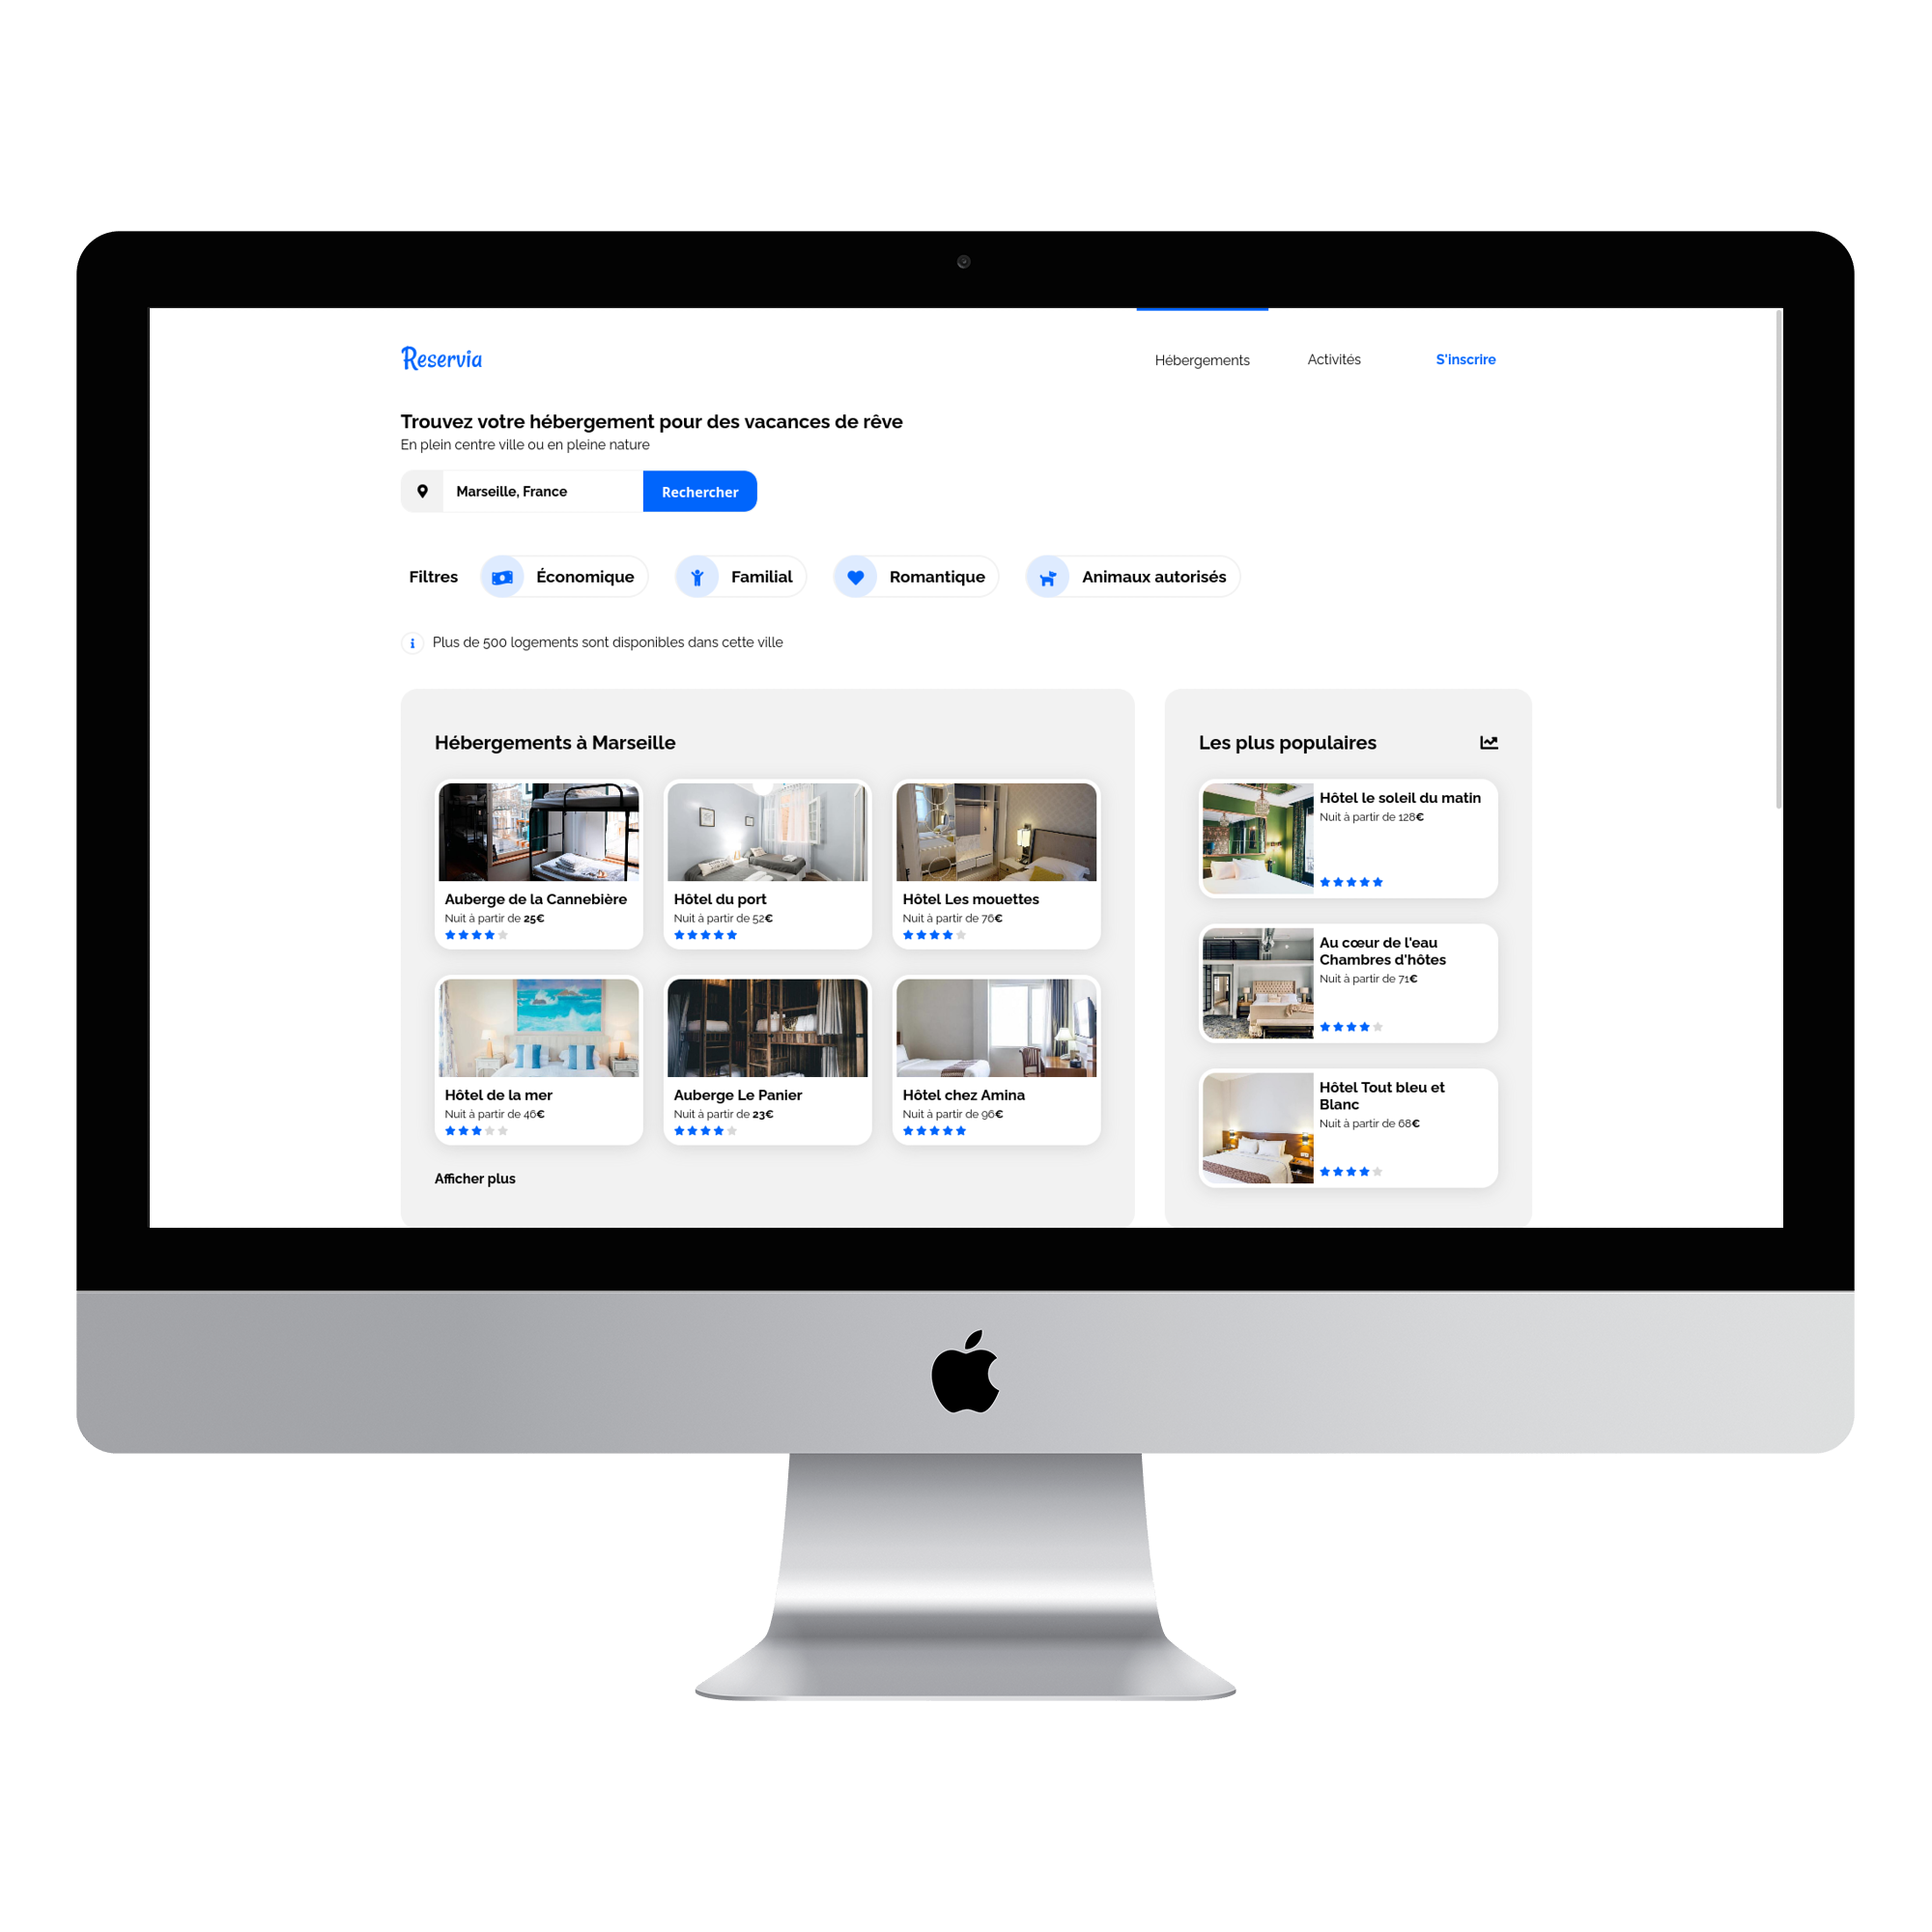 Reservia
Hébergements
Activités
S'inscrire
Trouvez votre hébergement pour des vacances de rêve
En plein centre ville ou en pleine nature
Marseille, France
Rechercher
Filtres
Économique
Familial
Romantique
Animaux autorisés
Plus de 500 logements sont disponibles dans cette ville
Hébergements à Marseille
Auberge de la Cannebière
Nuit à partir de 25€
Hôtel du port
Nuit à partir de 52€
Hôtel Les mouettes
Nuit à partir de 76€
Hôtel de la mer
Nuit à partir de 46€
Auberge Le Panier
Nuit à partir de 23€
Hôtel chez Amina
Nuit à partir de 96€
Afficher plus
Les plus populaires
Hôtel le soleil du matin
Nuit à partir de 128€
Au cœur de l'eau
Chambres d'hôtes
Nuit à partir de 71€
Hôtel Tout bleu et
Blanc
Nuit à partir de 68€